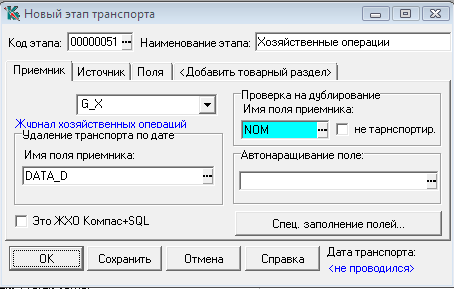 Новый этап транспорта
Код этапа: 00000051 ... Наименование этапа: Хозяйственные операции
Приемник Источник Поля <Добавить товарный раздел>
G_X
Журнал хозяйственных операций
Проверка на дублирование
Имя поля приемника:
NOM ... не тарнспортир.
Удаление транспорта по дате
Имя поля приемника:
DATA_D ...
Автонаращивание поле:
...
Это ЖХО Компас+SQL
Спец. заполнение полей...
OK Сохранить Отмена Справка
Дата транспорта:
<не проводился>